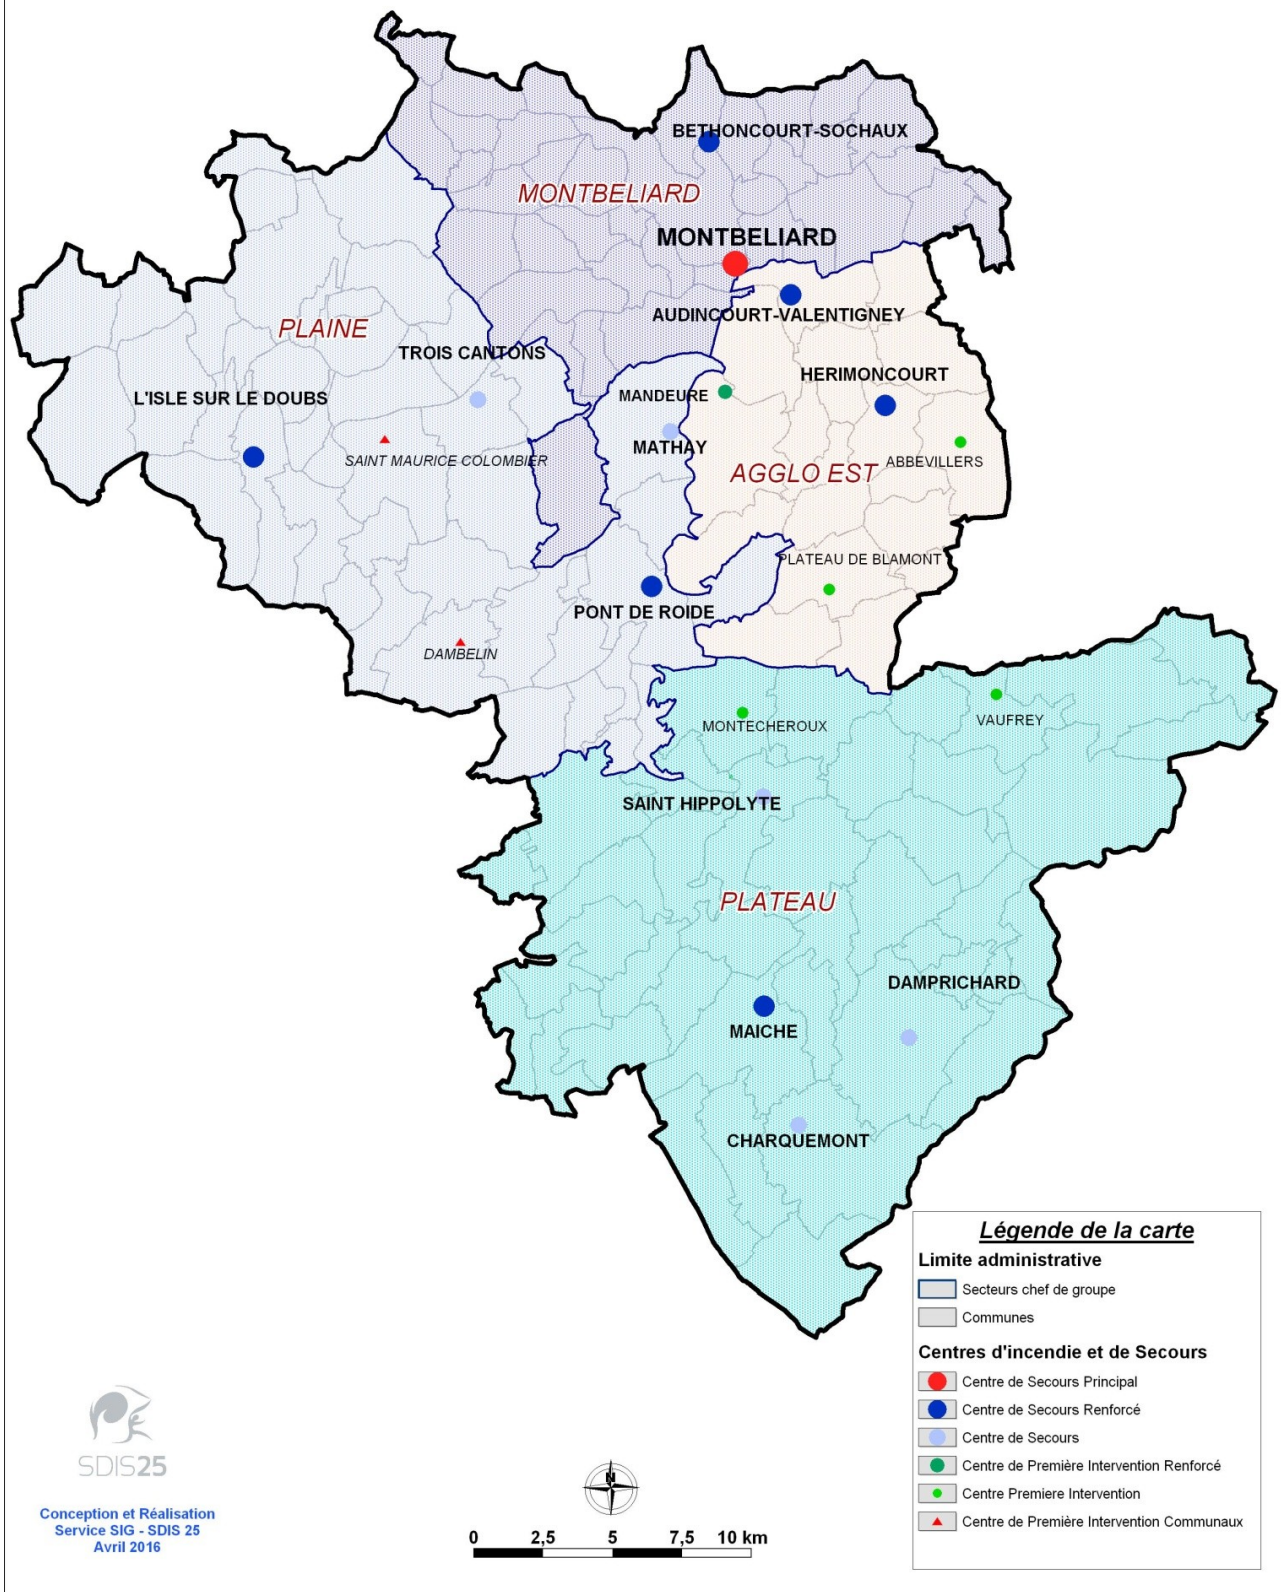 BETHONCOURT-SOCHAUX
MONTBELIARD
MONTBELIARD
AUDINCOURT-VALENTIGNEY
PLAINE
TROIS CANTONS
HERIMONCOURT
L'ISLE SUR LE DOUBS
MANDEURE
MATHAY
SAINT MAURICE COLOMBIER
AGGLO EST
ABBEVILLERS
PLATEAU DE BLAMONT
PONT DE ROIDE
DAMBELIN
MONTECHEROUX
VAUFREY
SAINT HIPPOLYTE
PLATEAU
DAMPRICHARD
MAICHE
CHARQUEMONT
Légende de la carte
Limite administrative
Secteurs chef de groupe
Communes
Centres d'incendie et de Secours
Centre de Secours Principal
Centre de Secours Renforcé
Centre de Secours
Centre de Première Intervention Renforcé
Centre Premiere Intervention
Centre de Première Intervention Communaux
SDIS25
Conception et Réalisation
Service SIG - SDIS 25
Avril 2016
N
0 2,5 5 7,5 10 km